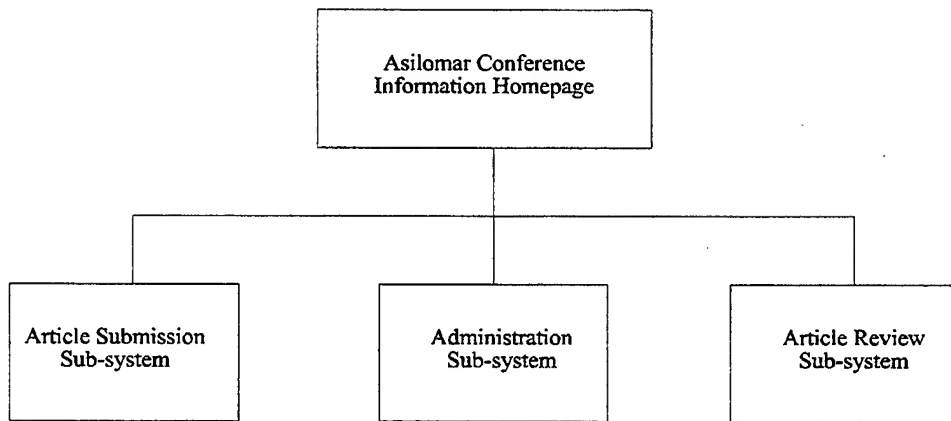 Asilomar Conference
Information Homepage
Article Submission
Sub-system
Administration
Sub-system
Article Review
Sub-system